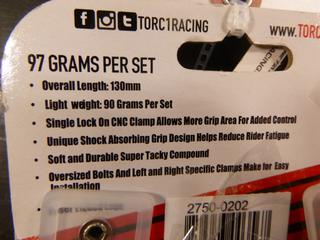 TORC1RACING
www.TORC
RACING
97 GRAMS PER SET
• Overall Length: 130mm
• Light weight: 90 Grams Per Set
• Single Lock On CNC Clamp Allows More Grip Area For Added Control
• Unique Shock Absorbing Grip Design Helps Reduce Rider Fatigue
• Soft and Durable Super Tacky Compound
• Oversized Bolts And Left and Right Specific Clamps Make for Easy
Installation
2750-0202